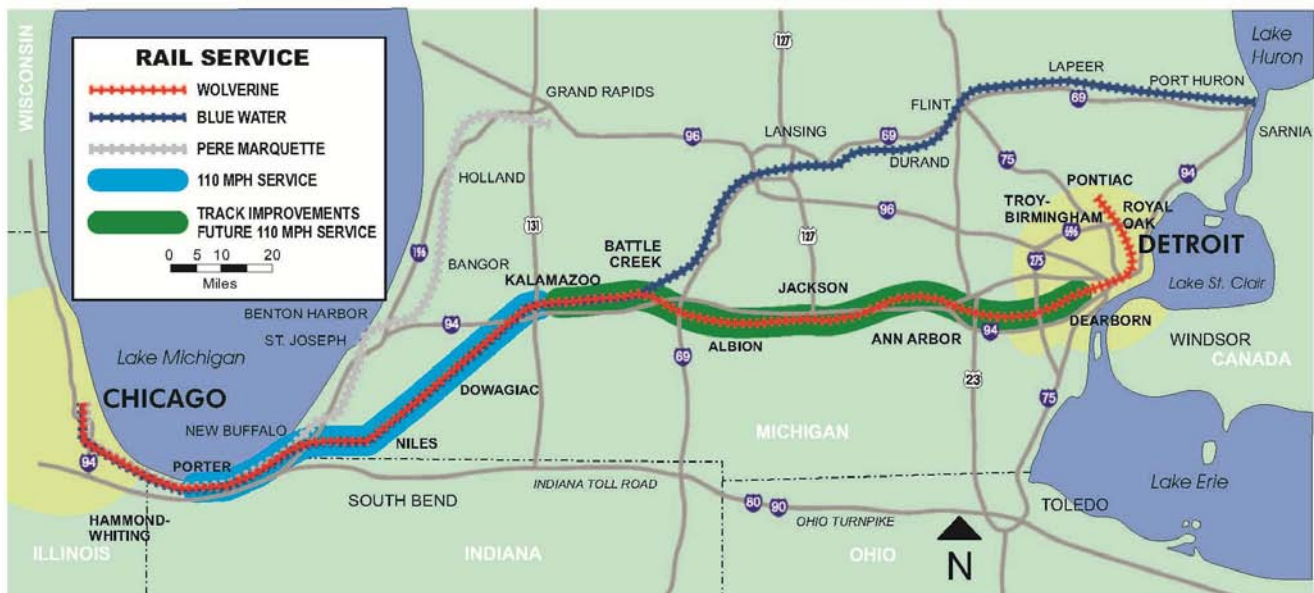 WISCONSIN
RAIL SERVICE
WOLVERINE
BLUE WATER
PERE MARQUETTE
110 MPH SERVICE
TRACK IMPROVEMENTS
FUTURE 110 MPH SERVICE
0 5 10 20
Miles
127
Lake
Huron
LAPEER
PORT HURON
GRAND RAPIDS
FLINT
69
SARNIA
96
LANSING
69
DURAND
75
94
HOLLAND
PONTIAC
TROY-
BIRMINGHAM
ROYAL
OAK
696
DETROIT
96
131
127
196
275
BANGOR
BATTLE
CREEK
KALAMAZOO
JACKSON
Lake St. Clair
BENTON HARBOR
ST. JOSEPH
94
ALBION
ANN ARBOR
94
DEARBORN
WINDSOR
CANADA
Lake Michigan
69
23
75
DOWAGIAC
CHICAGO
NEW BUFFALO
NILES
MICHIGAN
94
PORTER
SOUTH BEND
INDIANA TOLL ROAD
80
90
OHIO TURNPIKE
TOLEDO
Lake Erie
HAMMOND-
WHITING
ILLINOIS
INDIANA
OHIO
N